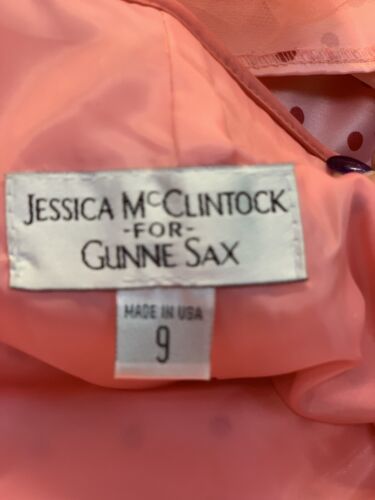 JESSICA McCLINTOCK
-FOR-
GUNNE SAX
MADE IN USA
9